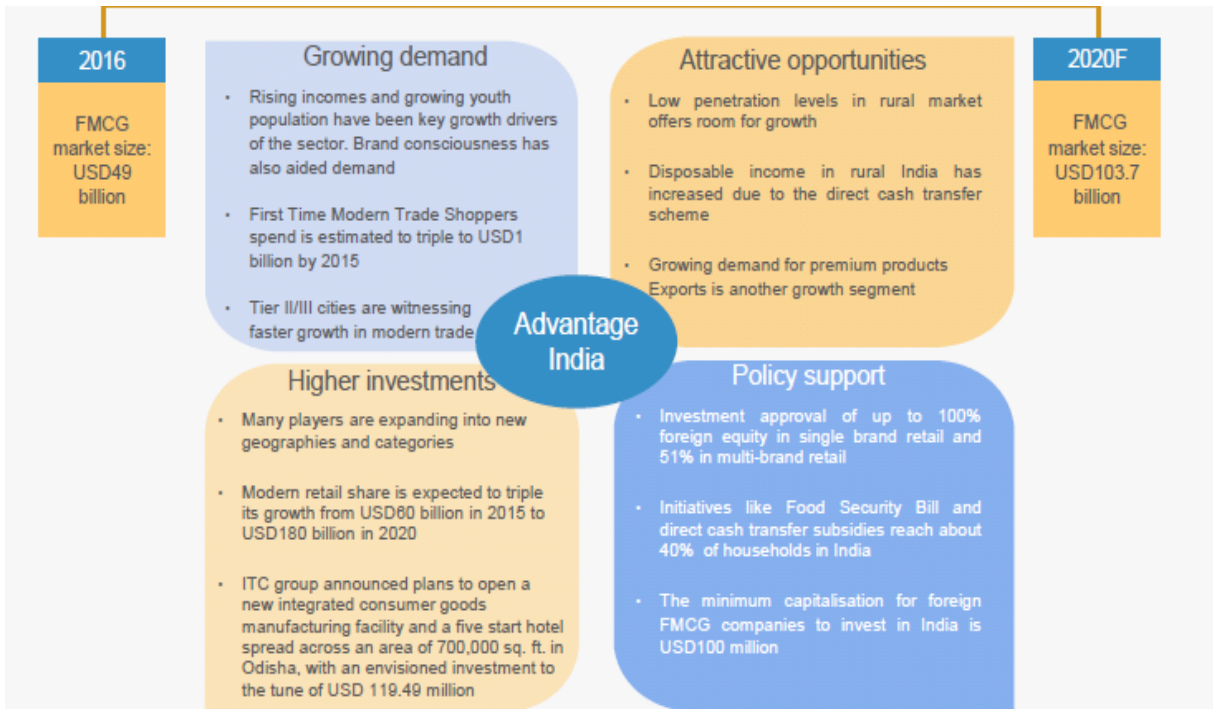 2016
FMCG
market size:
USD49
billion
Growing demand
• Rising incomes and growing youth
population have been key growth drivers
of the sector. Brand consciousness has
also aided demand
• First Time Modern Trade Shoppers
spend is estimated to triple to USD1
billion by 2015
• Tier II/III cities are witnessing
faster growth in modern trade
Attractive opportunities
• Low penetration levels in rural market
offers room for growth
• Disposable income in rural India has
increased due to the direct cash transfer
scheme
• Growing demand for premium products
Exports is another growth segment
2020F
FMCG
market size:
USD103.7
billion
Advantage
India
Higher investments
• Many players are expanding into new
geographies and categories
• Modern retail share is expected to triple
its growth from USD60 billion in 2015 to
USD180 billion in 2020
• ITC group announced plans to open a
new integrated consumer goods
manufacturing facility and a five start hotel
spread across an area of 700,000 sq. ft. in
Odisha, with an envisioned investment to
the tune of USD 119.49 million
Policy support
• Investment approval of up to 100%
foreign equity in single brand retail and
51% in multi-brand retail
• Initiatives like Food Security Bill and
direct cash transfer subsidies reach about
40% of households in India
• The minimum capitalisation for foreign
FMCG companies to invest in India is
USD100 million